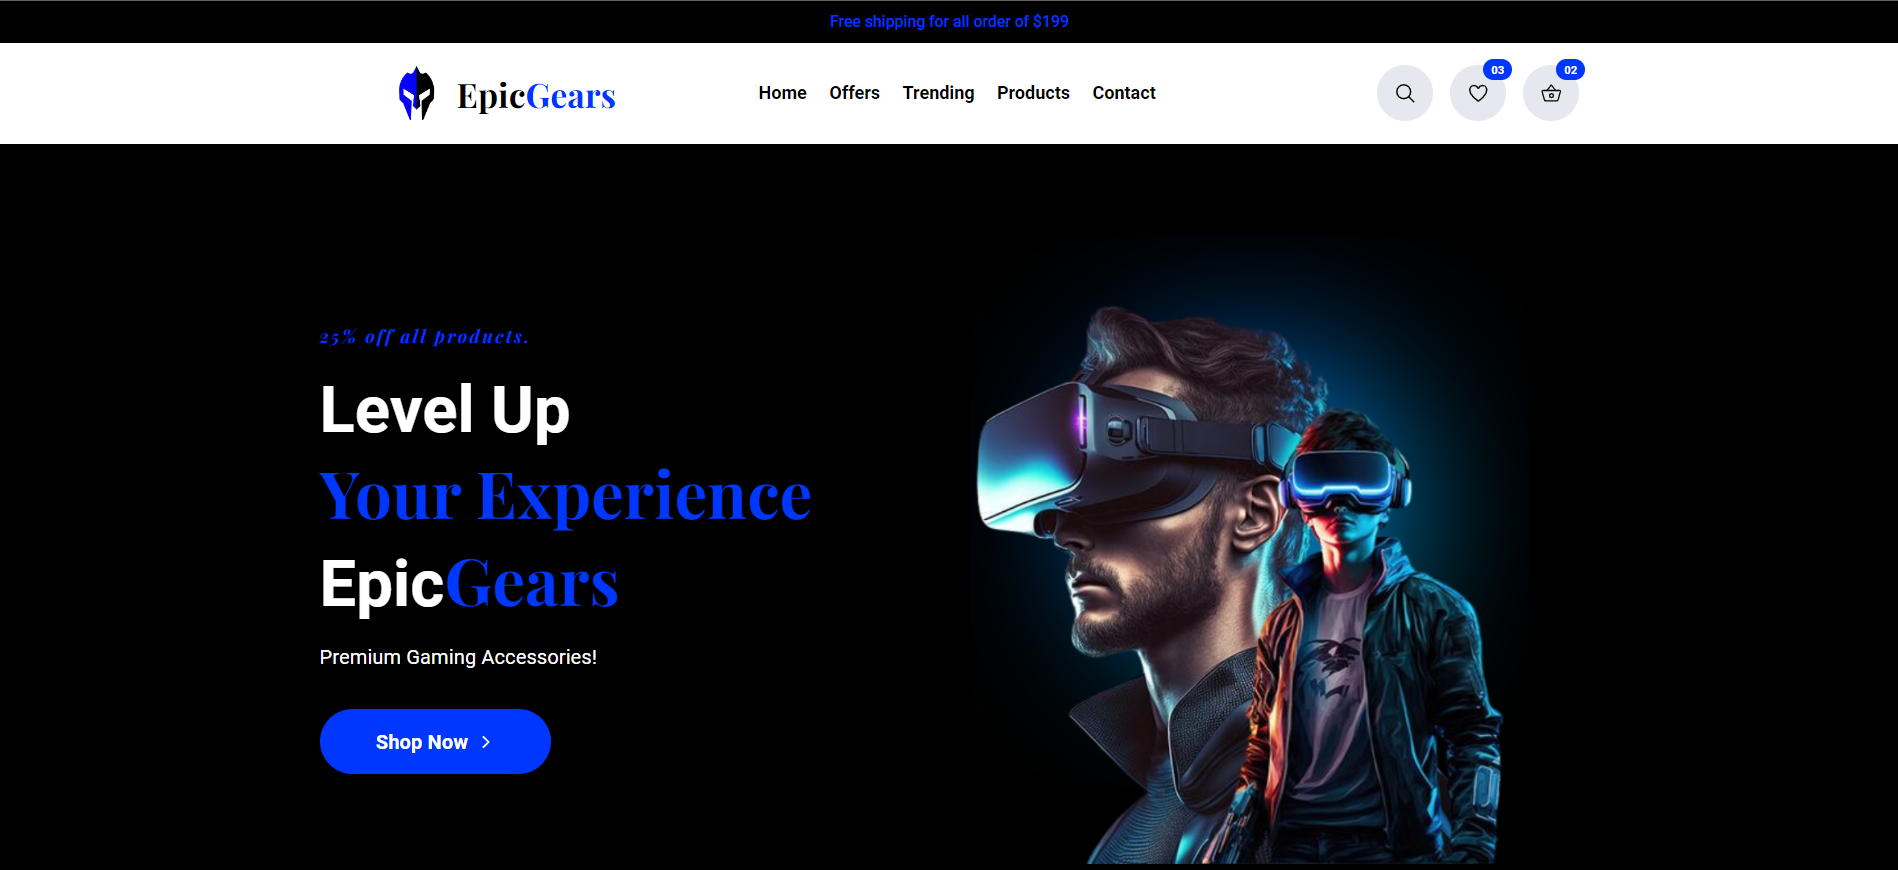 Free shipping for all order of $199
EpicGears
Home Offers Trending Products Contact
03
02
25% off all products.
Level Up
Your Experience
EpicGears
Premium Gaming Accessories!
Shop Now